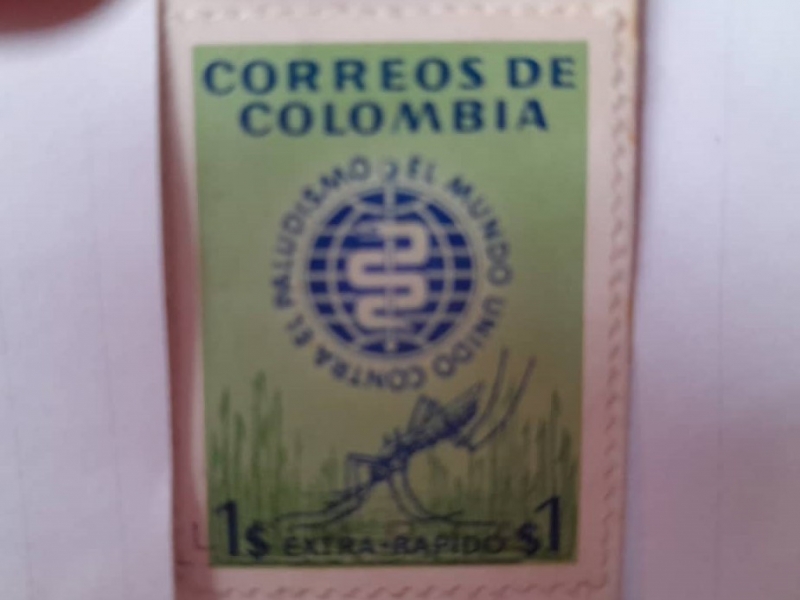 CORREOS DE
COLOMBIA
EL MUNDO UNIDO CONTRA EL PALUDISMO
1$ EXTRA-RAPIDO $1